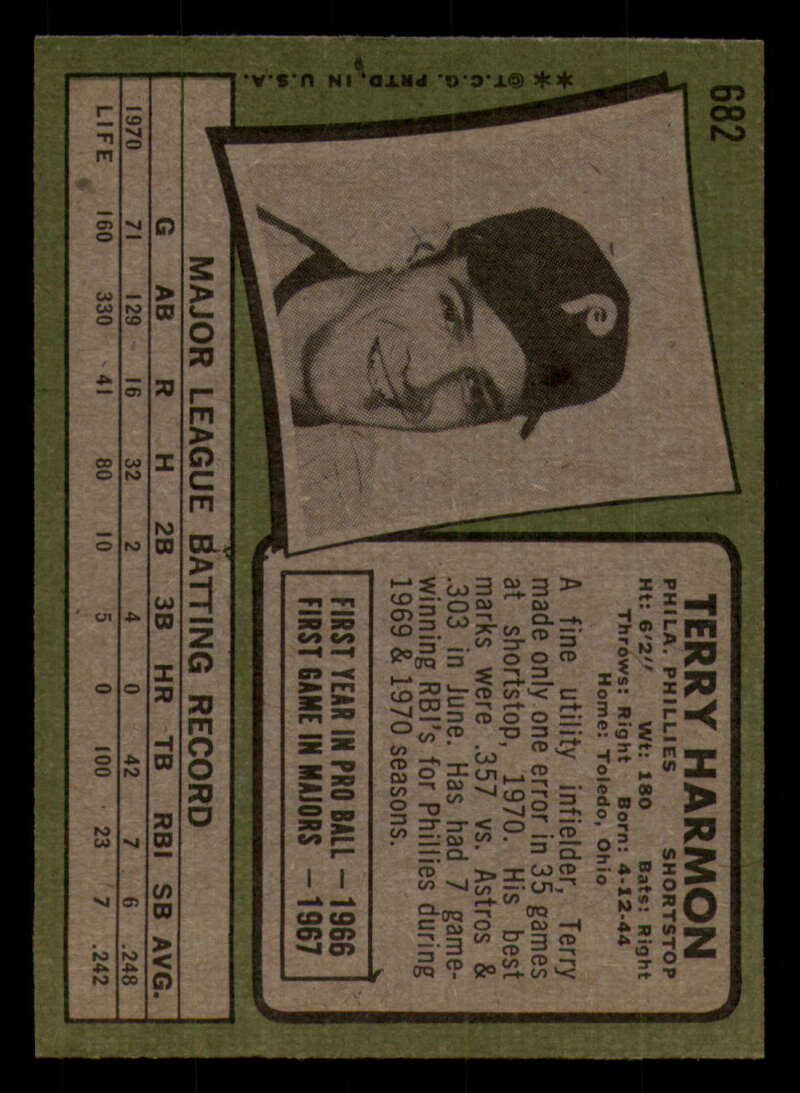 682
**©T.C.G. PRTD. IN U.S.A.
P
TERRY HARMON
PHILA. PHILLIES SHORTSTOP
Ht: 6'2" Wt: 180 Bats: Right
Throws: Right Born: 4-12-44
Home: Toledo, Ohio
A fine utility infielder, Terry
made only one error in 35 games
at shortstop, 1970. His best
marks were .357 vs. Astros &
.303 in June. Has had 7 game-
winning RBI's for Phillies during
1969 & 1970 seasons.
FIRST YEAR IN PRO BALL — 1966
FIRST GAME IN MAJORS — 1967
MAJOR LEAGUE BATTING RECORD
G AB R H 2B 3B HR TB RBI SB AVG.
1970 71 129 16 32 2 4 0 42 7 6 .248
LIFE 160 330 41 80 10 5 0 100 23 7 .242